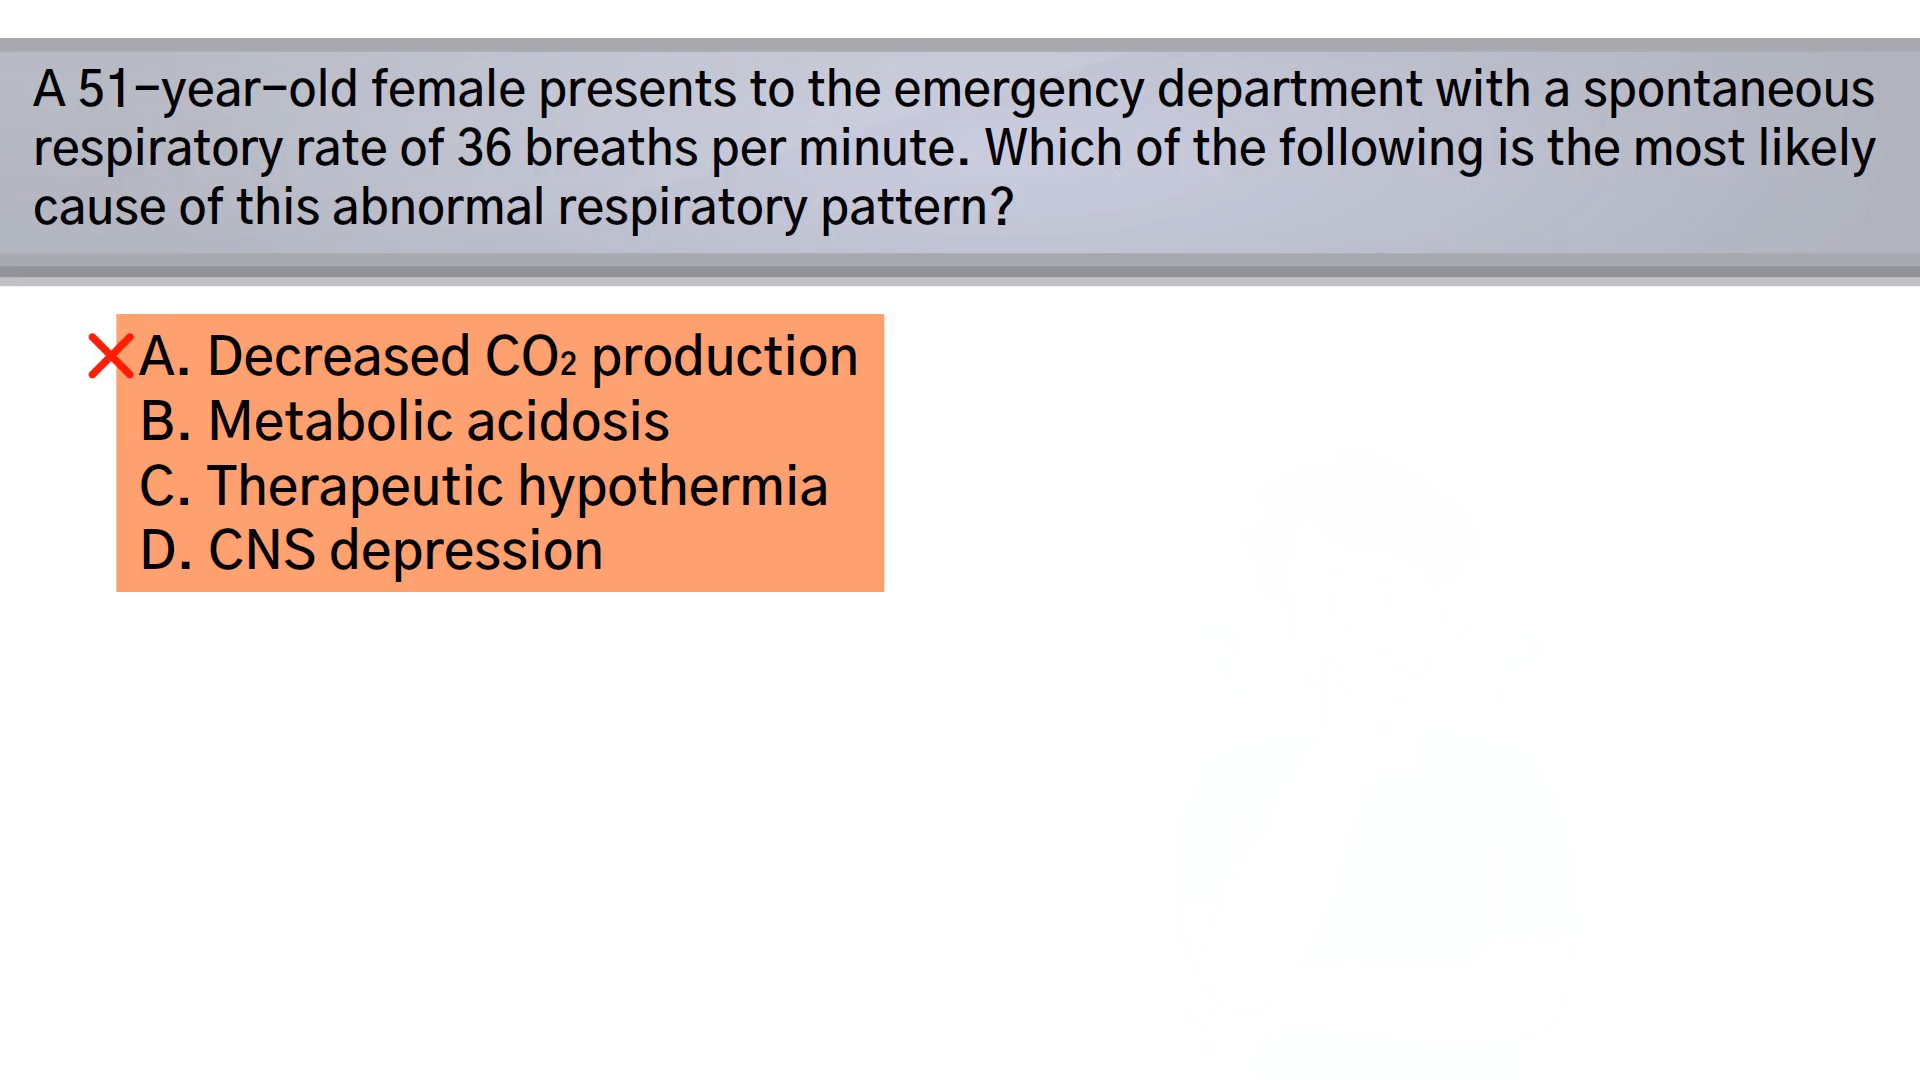 A 51-year-old female presents to the emergency department with a spontaneous
respiratory rate of 36 breaths per minute. Which of the following is the most likely
cause of this abnormal respiratory pattern?
A. Decreased CO₂ production
B. Metabolic acidosis
C. Therapeutic hypothermia
D. CNS depression